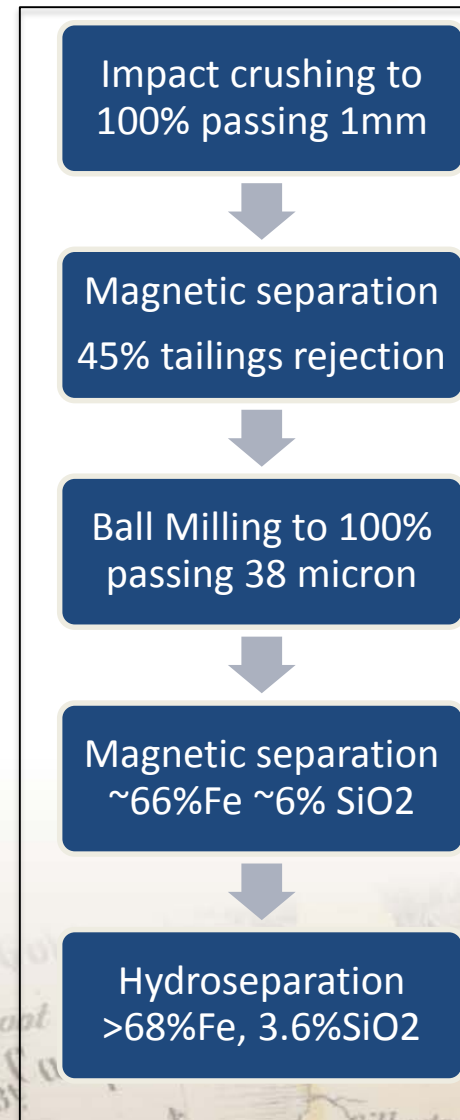 Impact crushing to
100% passing 1mm
Magnetic separation
45% tailings rejection
Ball Milling to 100%
passing 38 micron
Magnetic separation
~66%Fe ~6% SiO2
Hydroseparation
>68%Fe, 3.6%SiO2